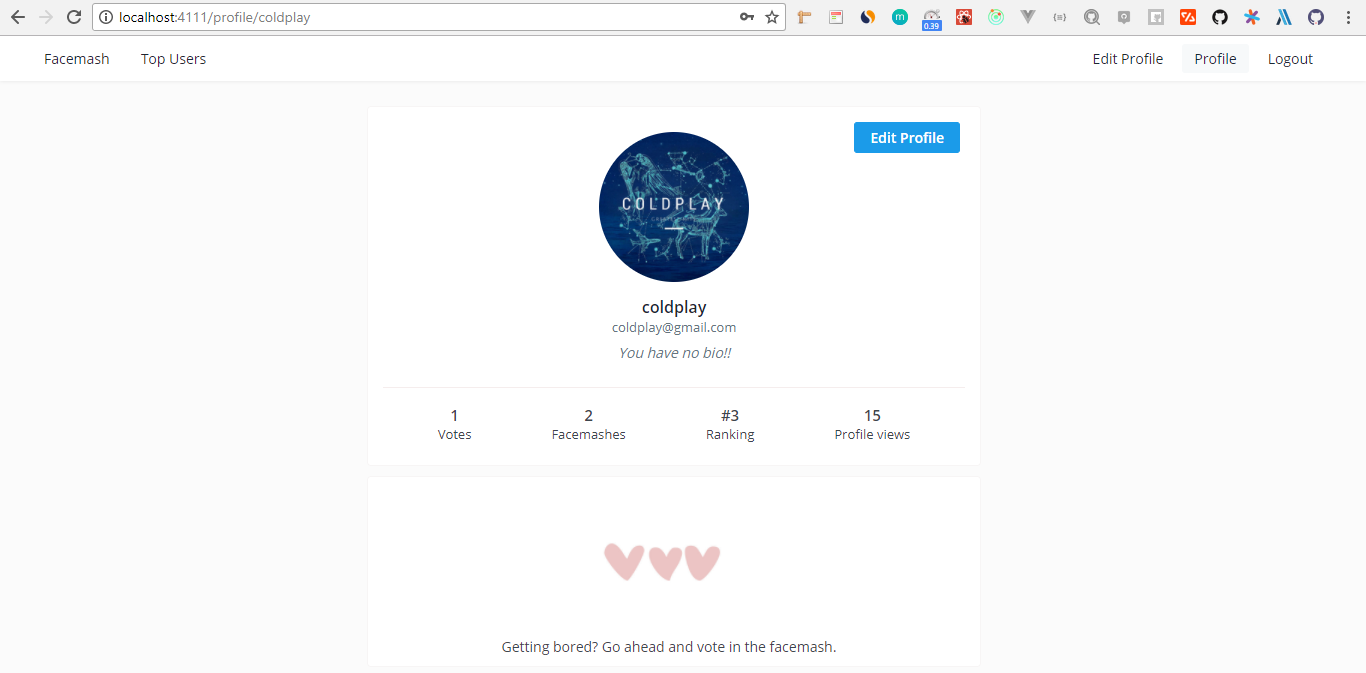 localhost:4111/profile/coldplay
0.39
Facemash Top Users Edit Profile Profile Logout
Edit Profile
COLDPLAY
coldplay
coldplay@gmail.com
You have no bio!!
1 2 #3 15
Votes Facemashes Ranking Profile views
Getting bored? Go ahead and vote in the facemash.